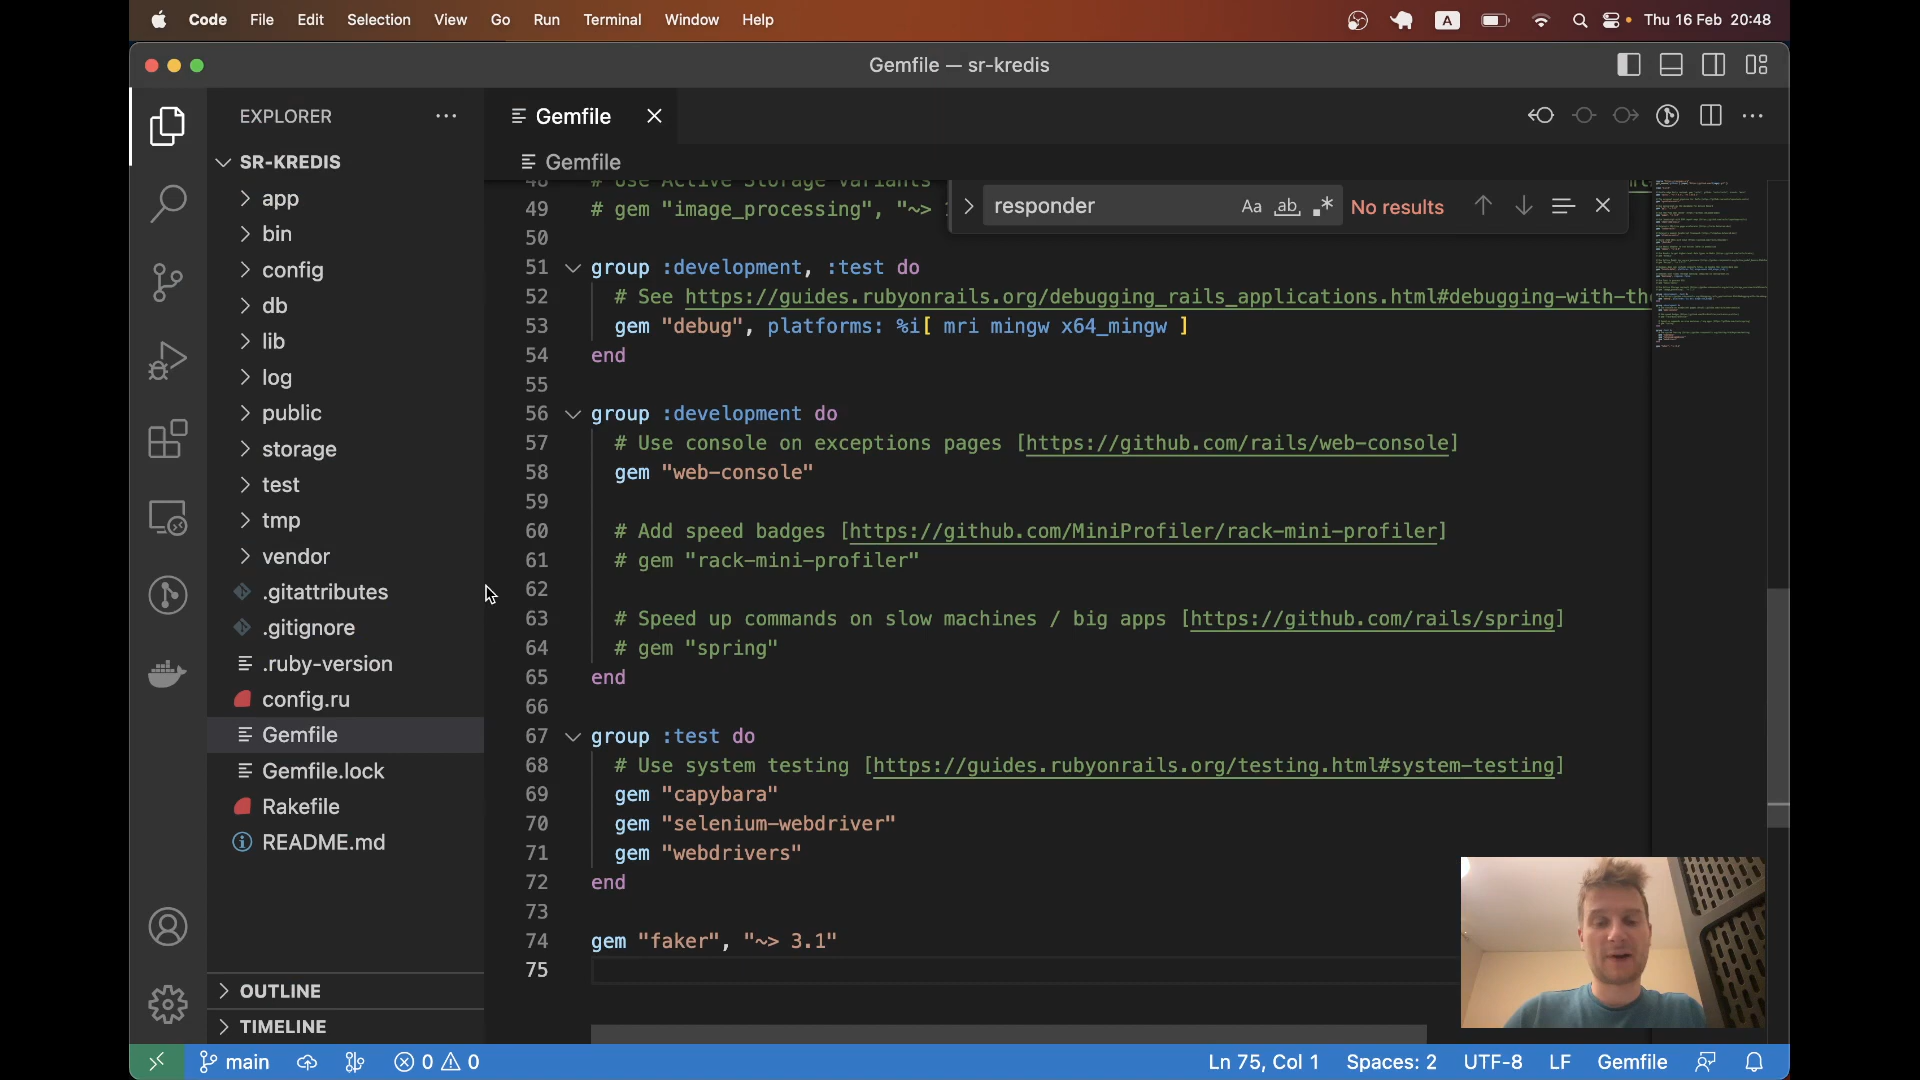 Code File Edit Selection View Go Run Terminal Window Help A Thu 16 Feb 20:48
Gemfile — sr-kredis
EXPLORER
SR-KREDIS
app
bin
config
db
lib
log
public
storage
test
tmp
vendor
.gitattributes
.gitignore
.ruby-version
config.ru
Gemfile
Gemfile.lock
Rakefile
README.md
OUTLINE
TIMELINE
Gemfile
Gemfile
responder Aa ab No results
48 # Use Active Storage variants
49 # gem "image_processing", "~>
50
51 group :development, :test do
52 # See https://guides.rubyonrails.org/debugging_rails_applications.html#debugging-with-the
53 gem "debug", platforms: %i[ mri mingw x64_mingw ]
54 end
55
56 group :development do
57 # Use console on exceptions pages [https://github.com/rails/web-console]
58 gem "web-console"
59
60 # Add speed badges [https://github.com/MiniProfiler/rack-mini-profiler]
61 # gem "rack-mini-profiler"
62
63 # Speed up commands on slow machines / big apps [https://github.com/rails/spring]
64 # gem "spring"
65 end
66
67 group :test do
68 # Use system testing [https://guides.rubyonrails.org/testing.html#system-testing]
69 gem "capybara"
70 gem "selenium-webdriver"
71 gem "webdrivers"
72 end
73
74 gem "faker", "~> 3.1"
75
main 0 0 Ln 75, Col 1 Spaces: 2 UTF-8 LF Gemfile